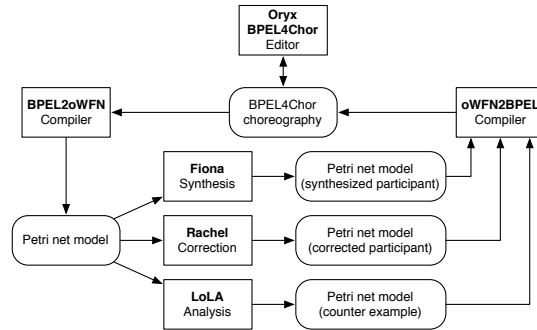 Oryx
BPEL4Chor
Editor
BPEL2oWFN
Compiler
BPEL4Chor
choreography
oWFN2BPEL
Compiler
Fiona
Synthesis
Petri net model
(synthesized participant)
Petri net model
Rachel
Correction
Petri net model
(corrected participant)
LoLA
Analysis
Petri net model
(counter example)